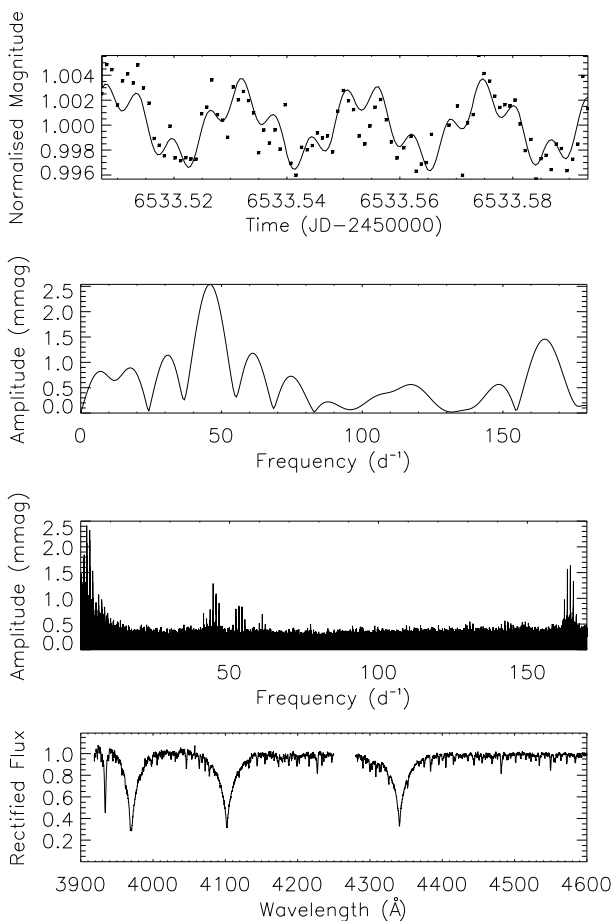 Normalised Magnitude
1.004
1.002
1.000
0.998
0.996
6533.52 6533.54 6533.56 6533.58
Time (JD-2450000)
Amplitude (mmag)
2.5
2.0
1.5
1.0
0.5
0.0
0 50 100 150
Frequency (d⁻¹)
Amplitude (mmag)
2.5
2.0
1.5
1.0
0.5
0.0
50 100 150
Frequency (d⁻¹)
Rectified Flux
1.0
0.8
0.6
0.4
0.2
3900 4000 4100 4200 4300 4400 4500 4600
Wavelength (Å)